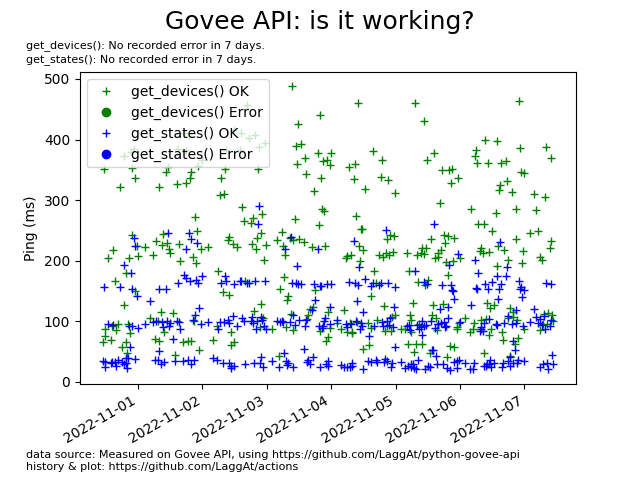 Govee API: is it working?
get_devices(): No recorded error in 7 days.
get_states(): No recorded error in 7 days.
get_devices() OK
get_devices() Error
get_states() OK
get_states() Error
Ping (ms)
500
400
300
200
100
0
2022-11-01
2022-11-02
2022-11-03
2022-11-04
2022-11-05
2022-11-06
2022-11-07
data source: Measured on Govee API, using https://github.com/LaggAt/python-govee-api
history & plot: https://github.com/LaggAt/actions